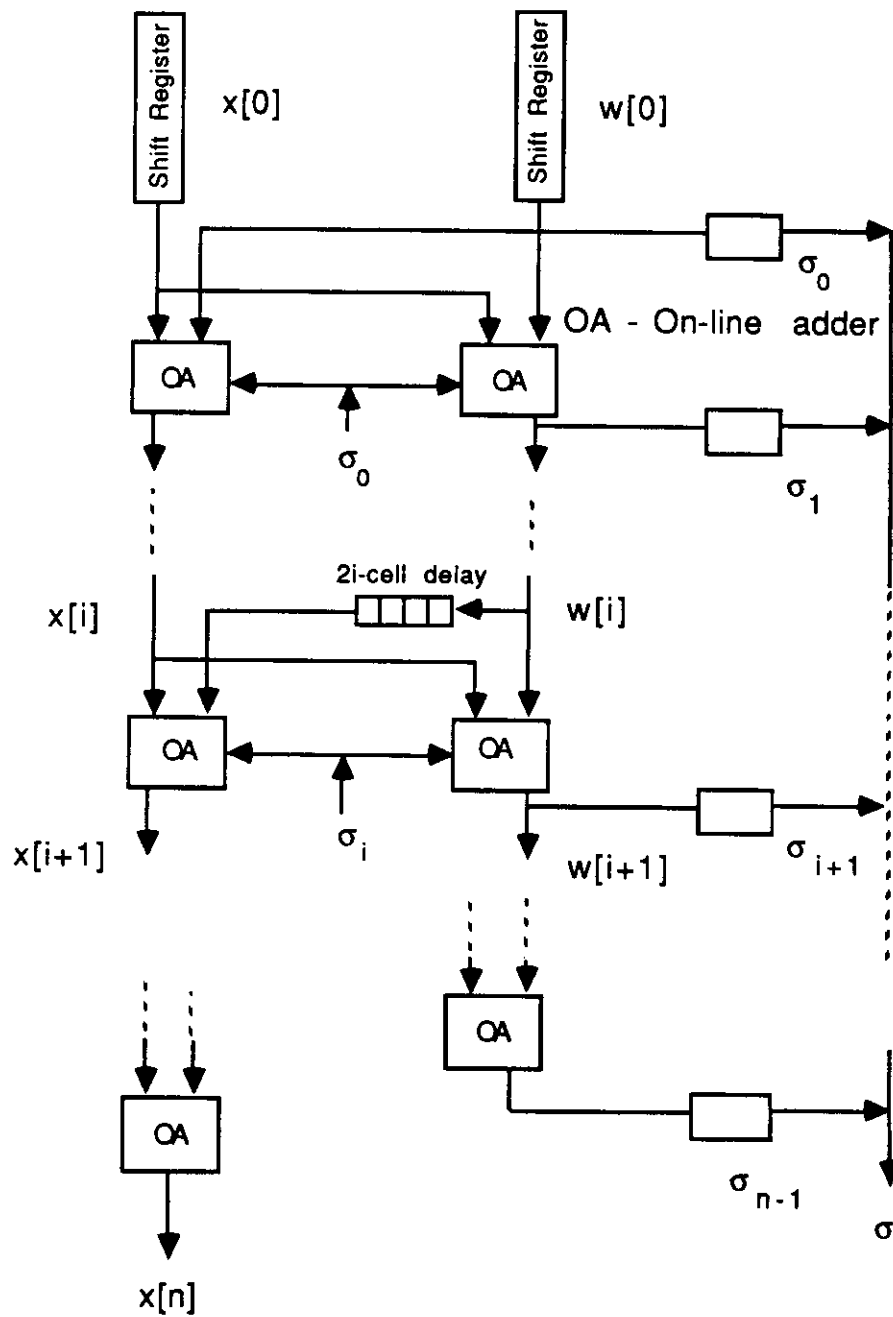 Shift Register
x[0]
Shift Register
w[0]
σ0
OA - On-line adder
OA
OA
σ0
σ1
2i-cell delay
x[i]
w[i]
OA
OA
x[i+1]
σi
w[i+1]
σi+1
OA
OA
σn-1
σ
x[n]